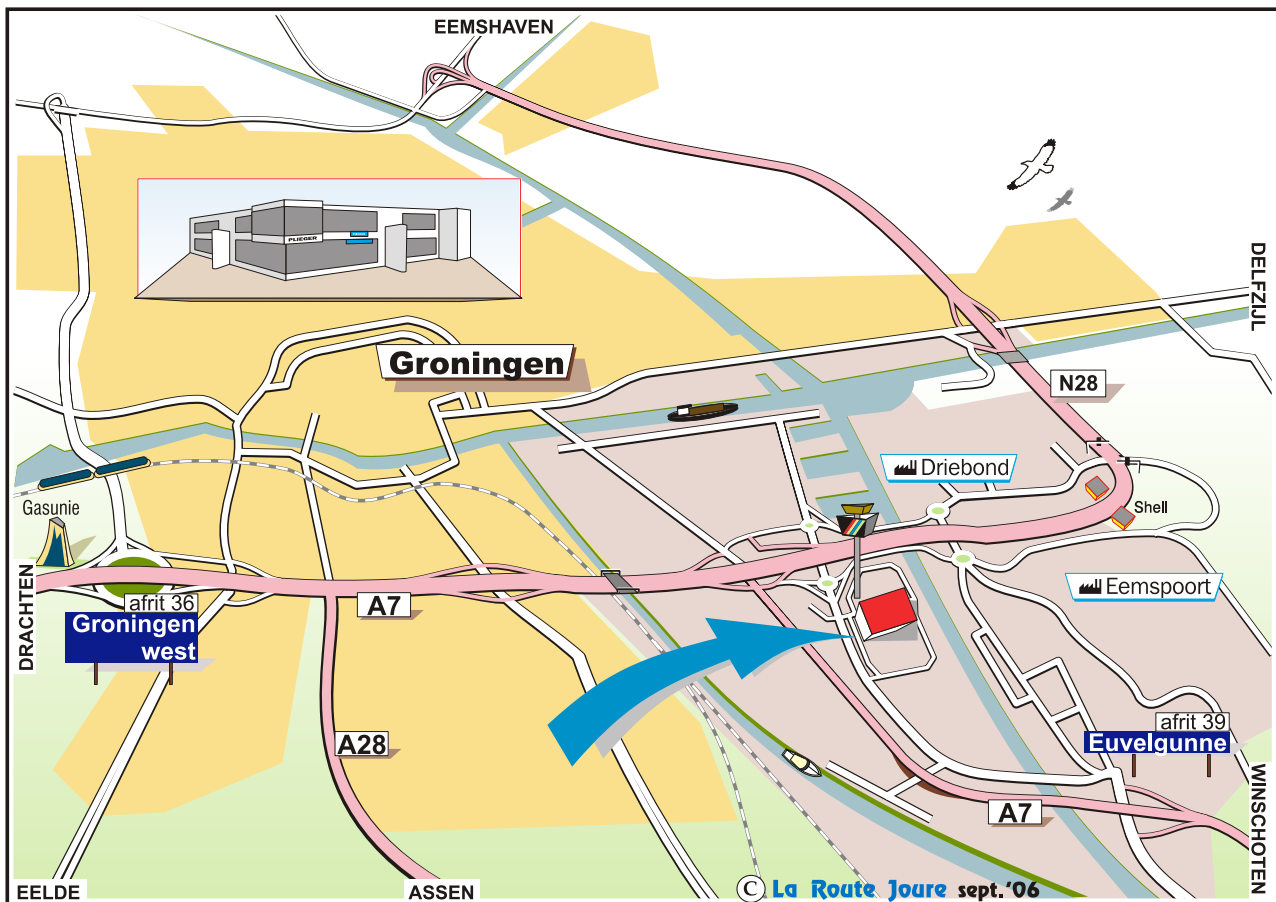 EEMSHAVEN
PLIEGER
DELFZIJL
Groningen
N28
Driebond
Gasunie
Shell
DRACHTEN
afrit 36
Groningen
west
A7
Eemspoort
A28
afrit 39
Euvelgunne
WINSCHOTEN
A7
EELDE
ASSEN
© La Route Joure sept.'06